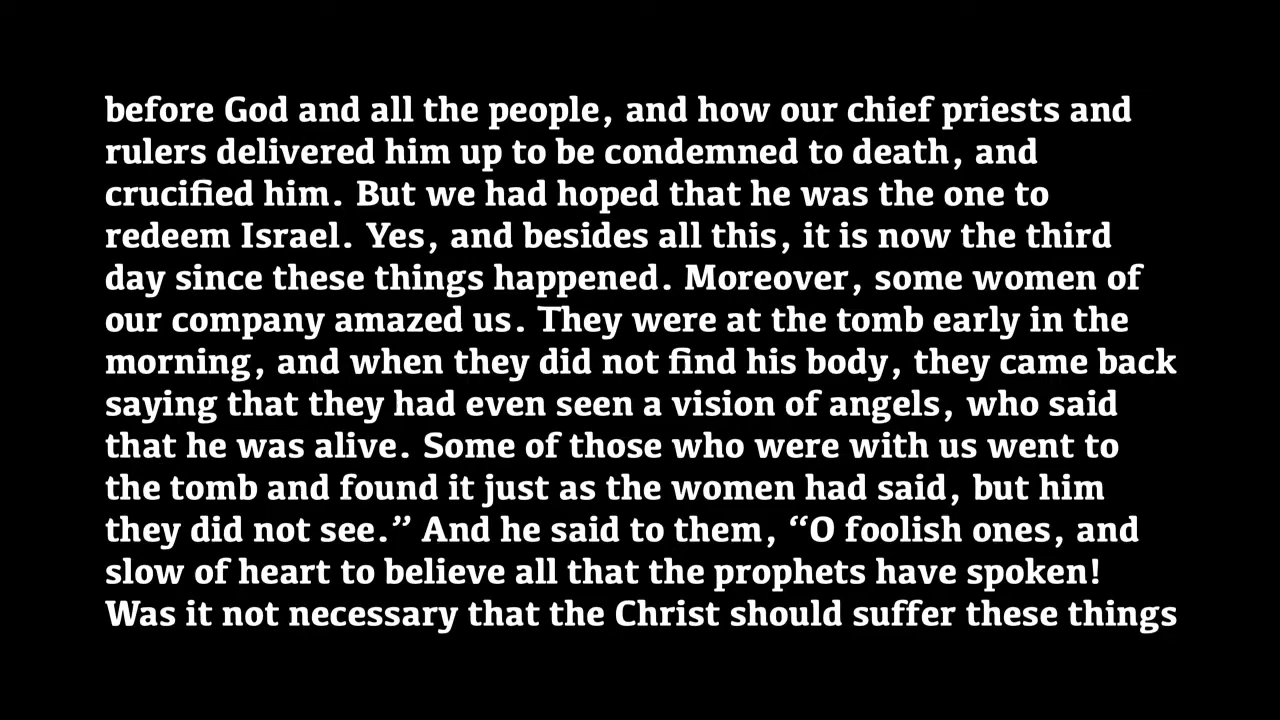 before God and all the people, and how our chief priests and
rulers delivered him up to be condemned to death, and
crucified him. But we had hoped that he was the one to
redeem Israel. Yes, and besides all this, it is now the third
day since these things happened. Moreover, some women of
our company amazed us. They were at the tomb early in the
morning, and when they did not find his body, they came back
saying that they had even seen a vision of angels, who said
that he was alive. Some of those who were with us went to
the tomb and found it just as the women had said, but him
they did not see.” And he said to them, “O foolish ones, and
slow of heart to believe all that the prophets have spoken!
Was it not necessary that the Christ should suffer these things